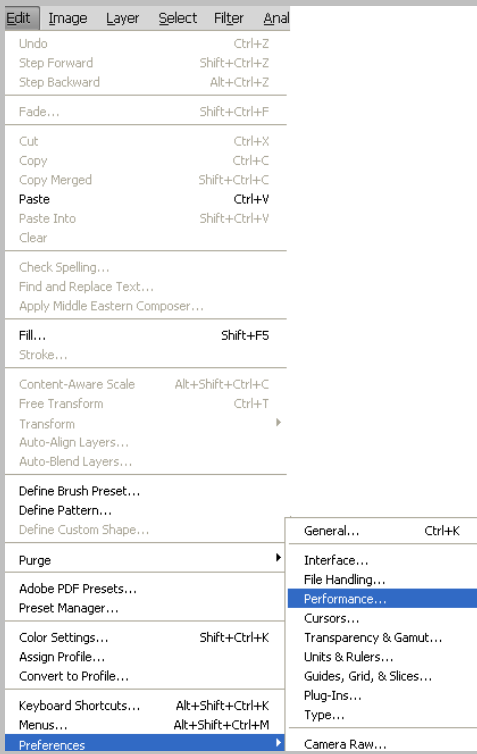 Edit Image Layer Select Filter Anal
Undo Ctrl+Z
Step Forward Shift+Ctrl+Z
Step Backward Alt+Ctrl+Z
Fade... Shift+Ctrl+F
Cut Ctrl+X
Copy Ctrl+C
Copy Merged Shift+Ctrl+C
Paste Ctrl+V
Paste Into Shift+Ctrl+V
Clear
Check Spelling...
Find and Replace Text...
Apply Middle Eastern Composer...
Fill... Shift+F5
Stroke...
Content-Aware Scale Alt+Shift+Ctrl+C
Free Transform Ctrl+T
Transform
Auto-Align Layers...
Auto-Blend Layers...
Define Brush Preset...
Define Pattern...
Define Custom Shape...
Purge
Adobe PDF Presets...
Preset Manager...
Color Settings... Shift+Ctrl+K
Assign Profile...
Convert to Profile...
Keyboard Shortcuts... Alt+Shift+Ctrl+K
Menus... Alt+Shift+Ctrl+M
Preferences
General... Ctrl+K
Interface...
File Handling...
Performance...
Cursors...
Transparency & Gamut...
Units & Rulers...
Guides, Grid, & Slices...
Plug-Ins...
Type...
Camera Raw...